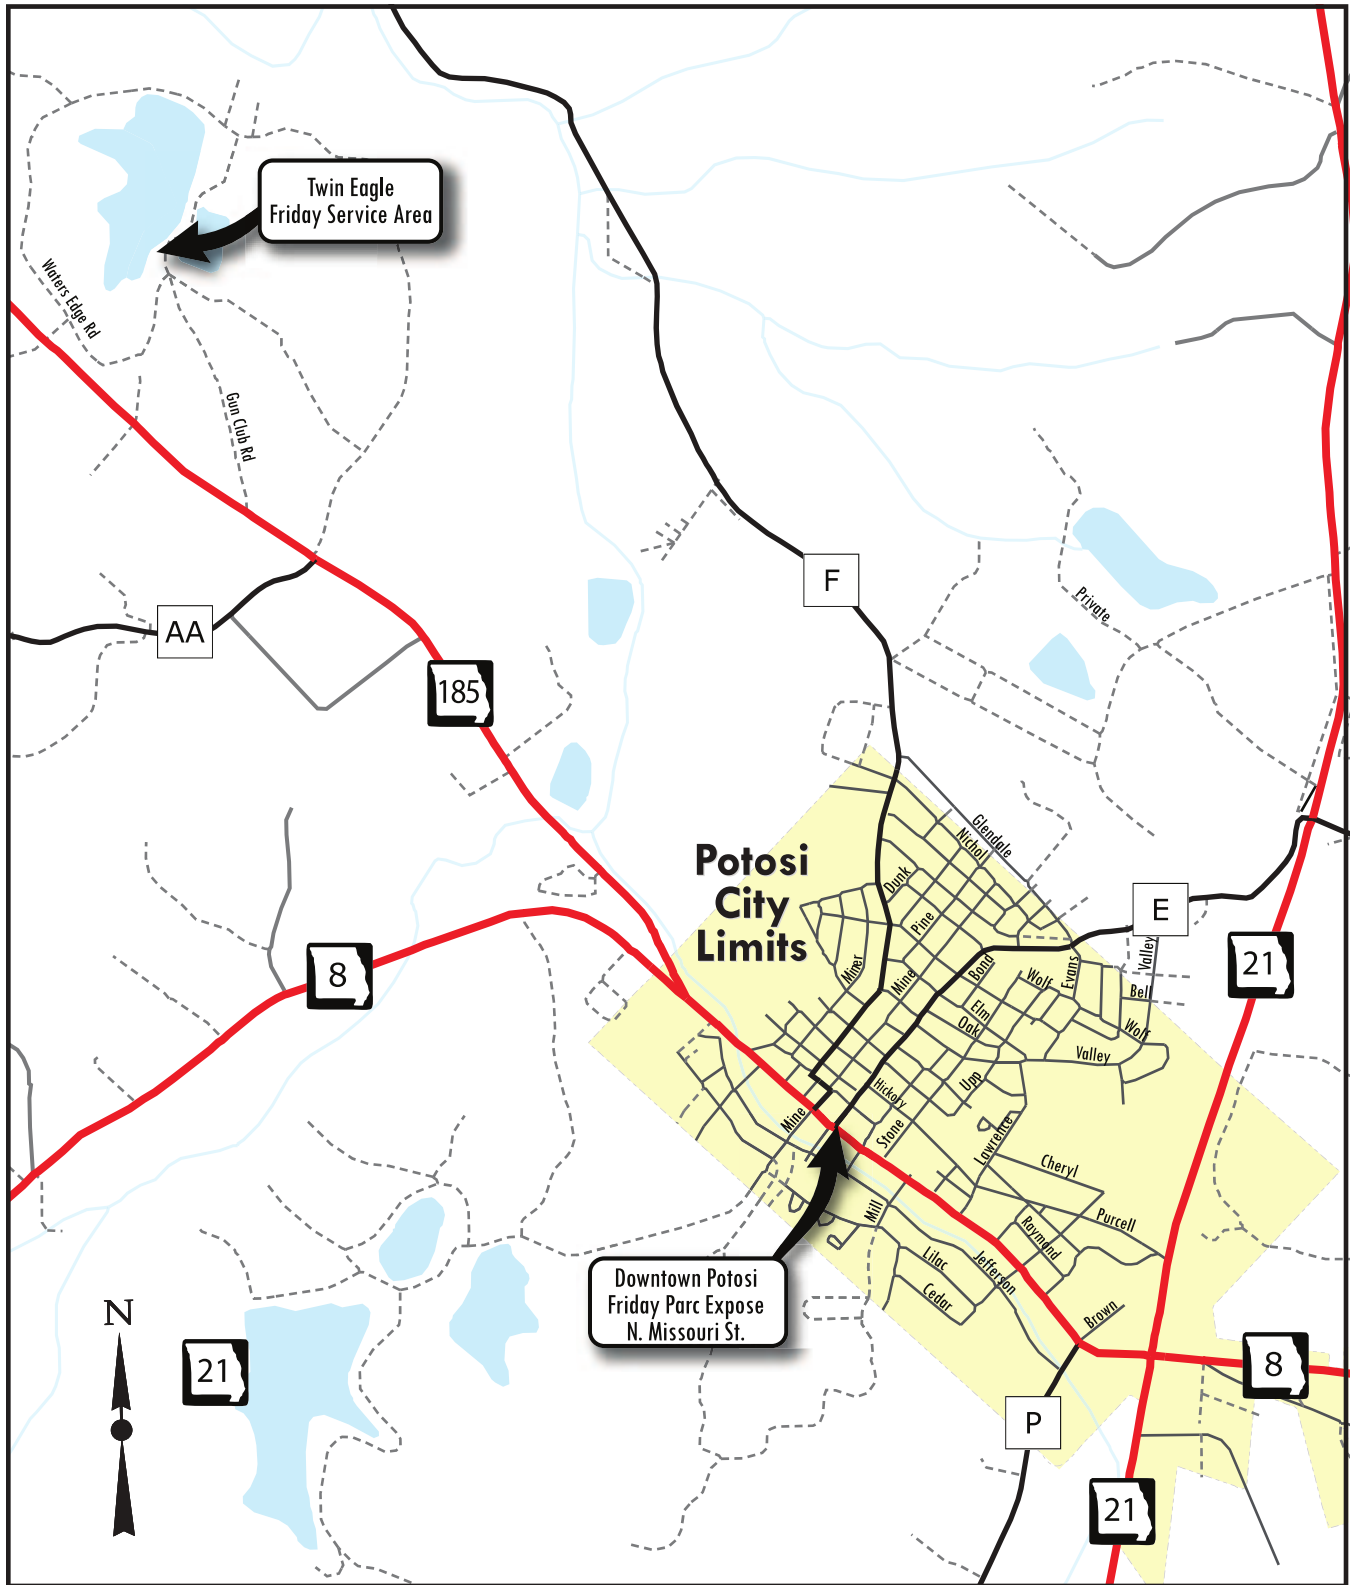 Twin Eagle
Friday Service Area
Waters Edge Rd
Gun Club Rd
F
AA
Private
185
Glendale
Nichol
Potosi
City
Limits
Dunk
E
Pine
Miner
Mine
Bond
Evans
Valley
21
8
Wolf
Bell
Elm
Oak
Wolf
Valley
Upp
Hickory
Mine
Stone
Lawrence
Cheryl
Mill
Purcell
Raymond
Lilac
Jefferson
Cedar
Downtown Potosi
Friday Parc Expose
N. Missouri St.
Brown
N
21
8
P
21